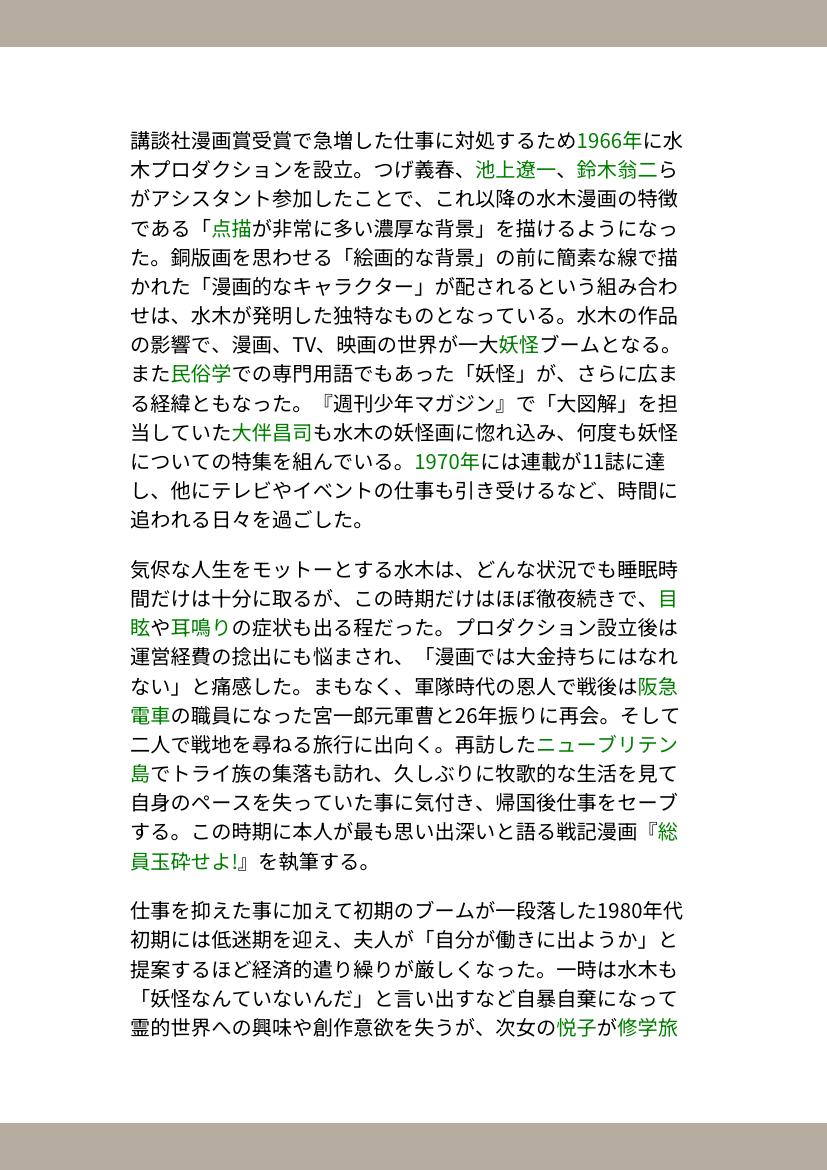 講談社漫画賞受賞で急増した仕事に対処するため1966年に水
木プロダクションを設立。つげ義春、池上遼一、鈴木翁二ら
がアシスタント参加したことで、これ以降の水木漫画の特徴
である「点描が非常に多い濃厚な背景」を描けるようになっ
た。銅版画を思わせる「絵画的な背景」の前に簡素な線で描
かれた「漫画的なキャラクター」が配されるという組み合わ
せは、水木が発明した独特なものとなっている。水木の作品
の影響で、漫画、TV、映画の世界が一大妖怪ブームとなる。
また民俗学での専門用語でもあった「妖怪」が、さらに広ま
る経緯ともなった。『週刊少年マガジン』で「大図解」を担
当していた大伴昌司も水木の妖怪画に惚れ込み、何度も妖怪
についての特集を組んでいる。1970年には連載が11誌に達
し、他にテレビやイベントの仕事も引き受けるなど、時間に
追われる日々を過ごした。
気侭な人生をモットーとする水木は、どんな状況でも睡眠時
間だけは十分に取るが、この時期だけはほぼ徹夜続きで、目
眩や耳鳴りの症状も出る程だった。プロダクション設立後は
運営経費の捻出にも悩まされ、「漫画では大金持ちにはなれ
ない」と痛感した。まもなく、軍隊時代の恩人で戦後は阪急
電車の職員になった宮一郎元軍曹と26年振りに再会。そして
二人で戦地を尋ねる旅行に出向く。再訪したニューブリテン
島でトライ族の集落も訪れ、久しぶりに牧歌的な生活を見て
自身のペースを失っていた事に気付き、帰国後仕事をセーブ
する。この時期に本人が最も思い出深いと語る戦記漫画『総
員玉砕せよ!』を執筆する。
仕事を抑えた事に加えて初期のブームが一段落した1980年代
初期には低迷期を迎え、夫人が「自分が働きに出ようか」と
提案するほど経済的遣り繰りが厳しくなった。一時は水木も
「妖怪なんていないんだ」と言い出すなど自暴自棄になって
霊的世界への興味や創作意欲を失うが、次女の悦子が修学旅